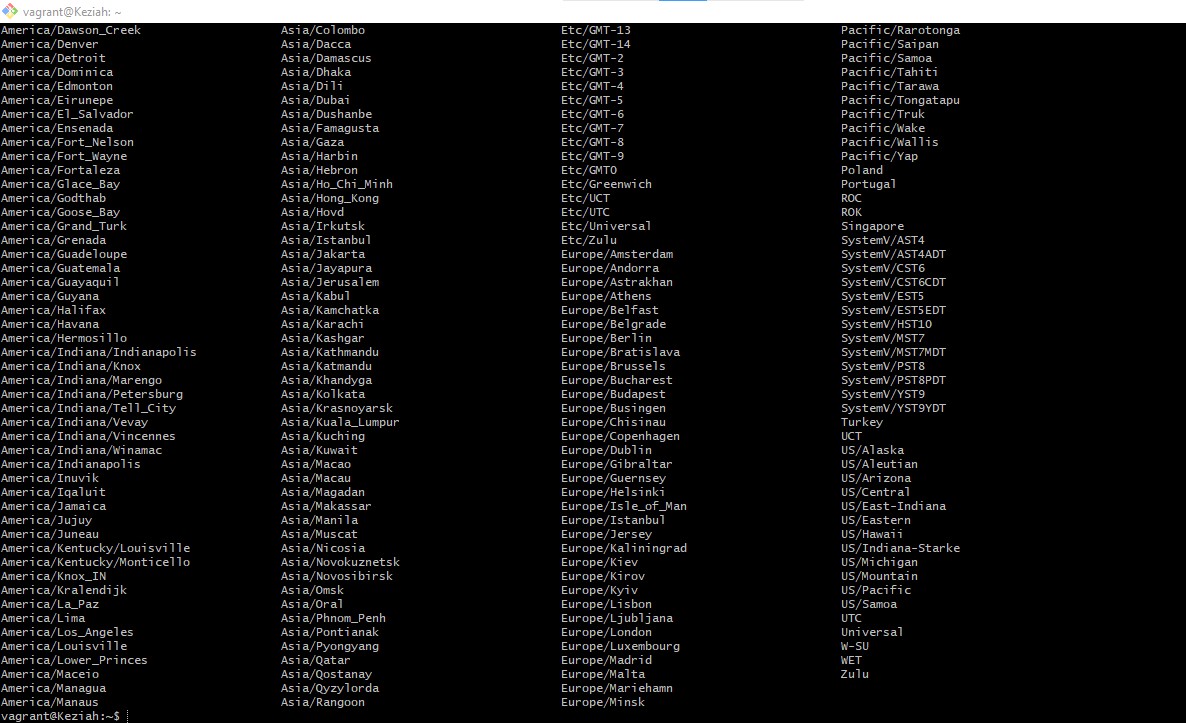 vagrant@Keziah: ~
America/Dawson_Creek Asia/Colombo Etc/GMT-13 Pacific/Rarotonga
America/Denver Asia/Dacca Etc/GMT-14 Pacific/Saipan
America/Detroit Asia/Damascus Etc/GMT-2 Pacific/Samoa
America/Dominica Asia/Dhaka Etc/GMT-3 Pacific/Tahiti
America/Edmonton Asia/Dili Etc/GMT-4 Pacific/Tarawa
America/Eirunepe Asia/Dubai Etc/GMT-5 Pacific/Tongatapu
America/El_Salvador Asia/Dushanbe Etc/GMT-6 Pacific/Truk
America/Ensenada Asia/Famagusta Etc/GMT-7 Pacific/Wake
America/Fort_Nelson Asia/Gaza Etc/GMT-8 Pacific/Wallis
America/Fort_Wayne Asia/Harbin Etc/GMT-9 Pacific/Yap
America/Fortaleza Asia/Hebron Etc/GMT0 Poland
America/Glace_Bay Asia/Ho_Chi_Minh Etc/Greenwich Portugal
America/Godthab Asia/Hong_Kong Etc/UCT ROC
America/Goose_Bay Asia/Hovd Etc/UTC ROK
America/Grand_Turk Asia/Irkutsk Etc/Universal Singapore
America/Grenada Asia/Istanbul Etc/Zulu SystemV/AST4
America/Guadeloupe Asia/Jakarta Europe/Amsterdam SystemV/AST4ADT
America/Guatemala Asia/Jayapura Europe/Andorra SystemV/CST6
America/Guayaquil Asia/Jerusalem Europe/Astrakhan SystemV/CST6CDT
America/Guyana Asia/Kabul Europe/Athens SystemV/EST5
America/Halifax Asia/Kamchatka Europe/Belfast SystemV/EST5EDT
America/Havana Asia/Karachi Europe/Belgrade SystemV/HST10
America/Hermosillo Asia/Kashgar Europe/Berlin SystemV/MST7
America/Indiana/Indianapolis Asia/Kathmandu Europe/Bratislava SystemV/MST7MDT
America/Indiana/Knox Asia/Katmandu Europe/Brussels SystemV/PST8
America/Indiana/Marengo Asia/Khandyga Europe/Bucharest SystemV/PST8PDT
America/Indiana/Petersburg Asia/Kolkata Europe/Budapest SystemV/YST9
America/Indiana/Tell_City Asia/Krasnoyarsk Europe/Busingen SystemV/YST9YDT
America/Indiana/Vevay Asia/Kuala_Lumpur Europe/Chisinau Turkey
America/Indiana/Vincennes Asia/Kuching Europe/Copenhagen UCT
America/Indiana/Winamac Asia/Kuwait Europe/Dublin US/Alaska
America/Indianapolis Asia/Macao Europe/Gibraltar US/Aleutian
America/Inuvik Asia/Macau Europe/Guernsey US/Arizona
America/Iqaluit Asia/Magadan Europe/Helsinki US/Central
America/Jamaica Asia/Makassar Europe/Isle_of_Man US/East-Indiana
America/Jujuy Asia/Manila Europe/Istanbul US/Eastern
America/Juneau Asia/Muscat Europe/Jersey US/Hawaii
America/Kentucky/Louisville Asia/Nicosia Europe/Kaliningrad US/Indiana-Starke
America/Kentucky/Monticello Asia/Novokuznetsk Europe/Kiev US/Michigan
America/Knox_IN Asia/Novosibirsk Europe/Kirov US/Mountain
America/Kralendijk Asia/Omsk Europe/Kyiv US/Pacific
America/La_Paz Asia/Oral Europe/Lisbon US/Samoa
America/Lima Asia/Phnom_Penh Europe/Ljubljana UTC
America/Los_Angeles Asia/Pontianak Europe/London Universal
America/Louisville Asia/Pyongyang Europe/Luxembourg W-SU
America/Lower_Princes Asia/Qatar Europe/Madrid WET
America/Maceio Asia/Qostanay Europe/Malta Zulu
America/Managua Asia/Qyzylorda Europe/Mariehamn
America/Manaus Asia/Rangoon Europe/Minsk
vagrant@Keziah:~$